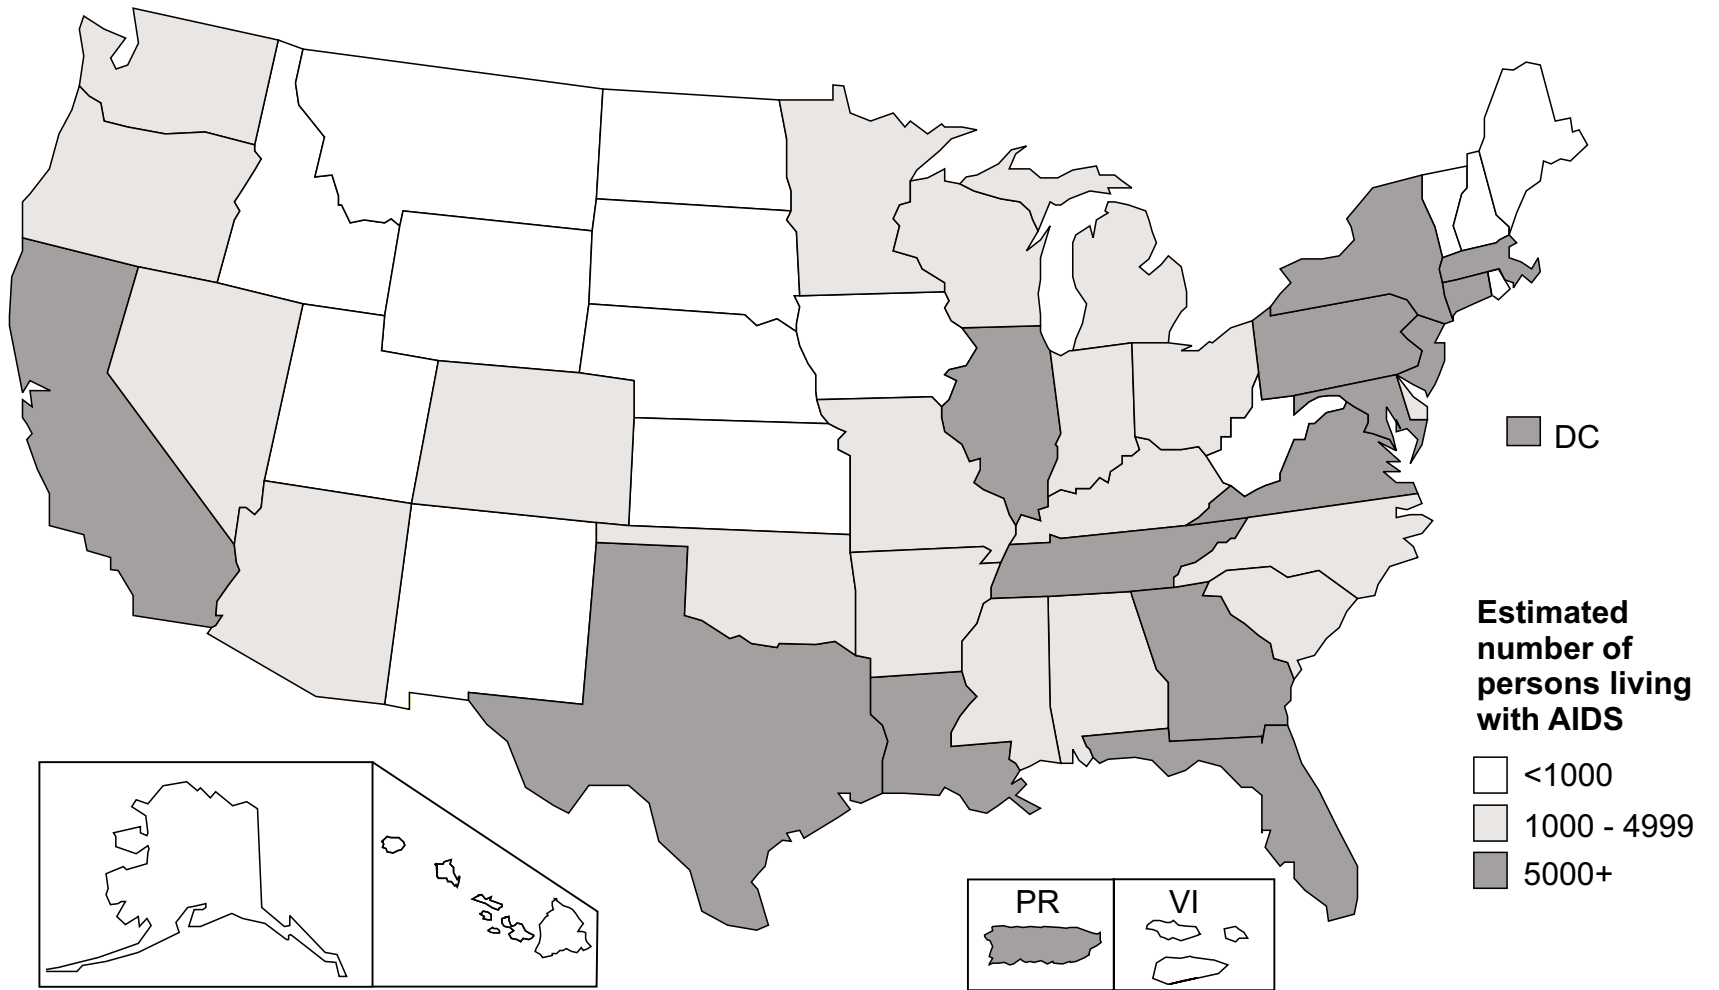 DC
Estimated
number of
persons living
with AIDS
<1000
1000 - 4999
5000+
PR
VI